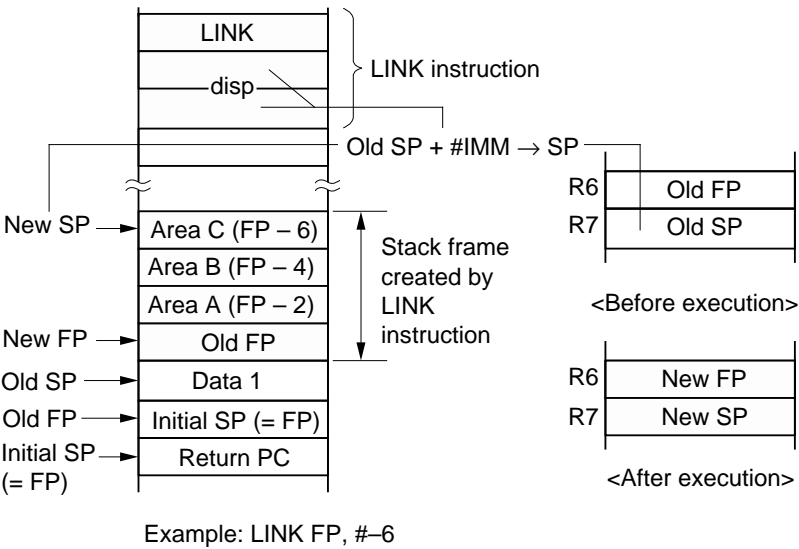 LINK
disp
LINK instruction
Old SP + #IMM → SP
R6 Old FP
R7 Old SP
<Before execution>
New SP
Area C (FP – 6)
Area B (FP – 4)
Area A (FP – 2)
Stack frame
created by
LINK
instruction
New FP
Old FP
Old SP
Data 1
Old FP
Initial SP (= FP)
Initial SP
(= FP)
Return PC
R6 New FP
R7 New SP
<After execution>
Example: LINK FP, #–6